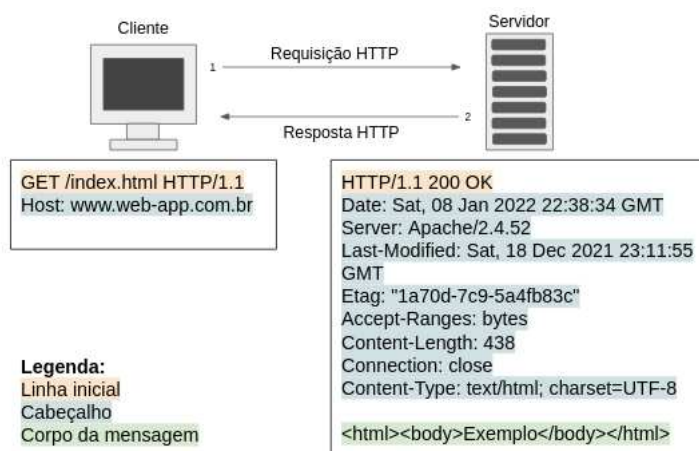 Cliente
Servidor
1
Requisição HTTP
2
Resposta HTTP
GET /index.html HTTP/1.1
Host: www.web-app.com.br
HTTP/1.1 200 OK
Date: Sat, 08 Jan 2022 22:38:34 GMT
Server: Apache/2.4.52
Last-Modified: Sat, 18 Dec 2021 23:11:55
GMT
Etag: "1a70d-7c9-5a4fb83c"
Accept-Ranges: bytes
Content-Length: 438
Connection: close
Content-Type: text/html; charset=UTF-8
<html><body>Exemplo</body></html>
Legenda:
Linha inicial
Cabeçalho
Corpo da mensagem